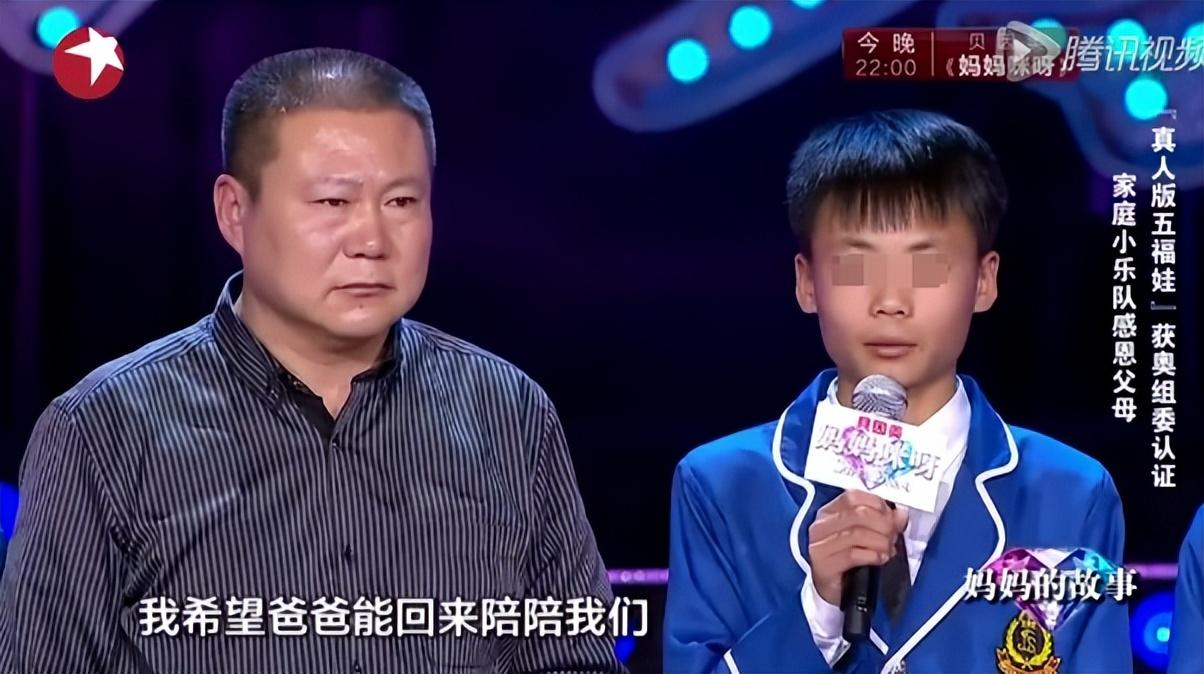 今晚
22:00
贝
《妈妈咪呀》
腾讯视频
『真人版五福娃』获奥组委认证
家庭小乐队感恩父母
妈妈咪呀
妈妈的故事
我希望爸爸能回来陪陪我们